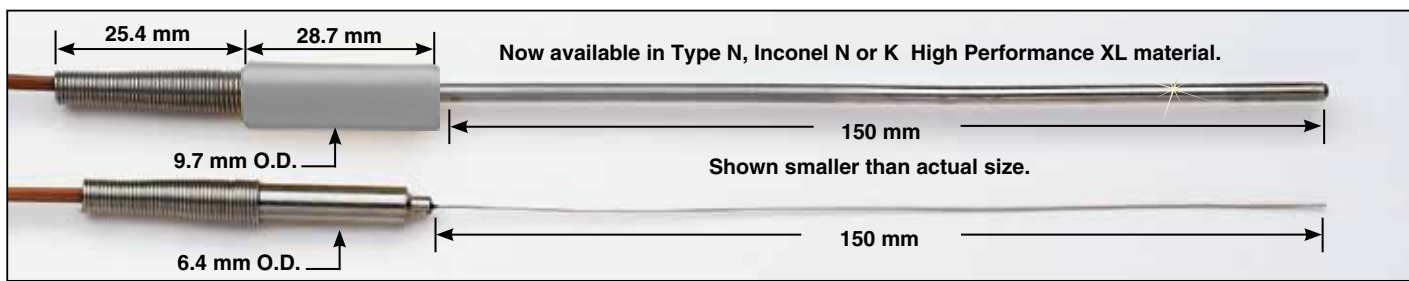 25.4 mm
28.7 mm
Now available in Type N, Inconel N or K High Performance XL material.
150 mm
9.7 mm O.D.
Shown smaller than actual size.
150 mm
6.4 mm O.D.